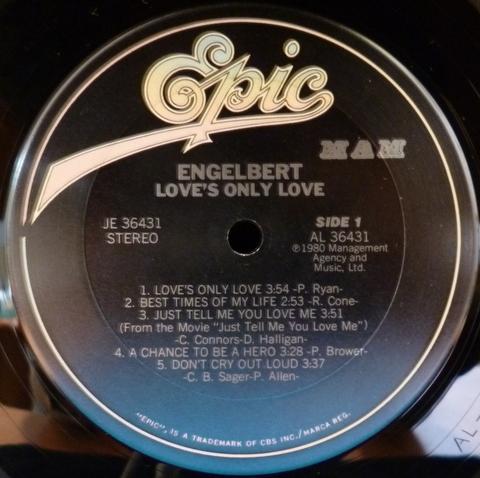 Epic
MAM
ENGELBERT
LOVE'S ONLY LOVE
JE 36431
STEREO
SIDE 1
AL 36431
℗1980 Management
Agency and
Music, Ltd.
1. LOVE'S ONLY LOVE 3:54 -P. Ryan-
2. BEST TIMES OF MY LIFE 2:53 -R. Cone-
3. JUST TELL ME YOU LOVE ME 3:51
(From the Movie "Just Tell Me You Love Me")
-C. Connors-D. Halligan-
4. A CHANCE TO BE A HERO 3:28 -P. Brower-
5. DON'T CRY OUT LOUD 3:37
-C. B. Sager-P. Allen-
"EPIC", IS A TRADEMARK OF CBS INC./MARCA REG.
AL-